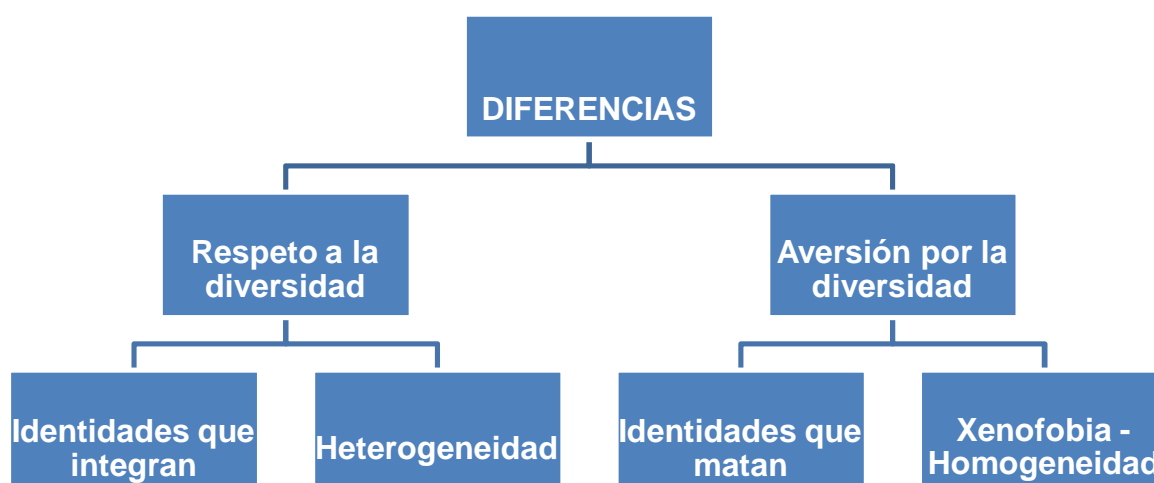 DIFERENCIAS
Respeto a la
diversidad
Aversión por la
diversidad
Identidades que
integran
Heterogeneidad
Identidades que
matan
Xenofobia -
Homogeneidad